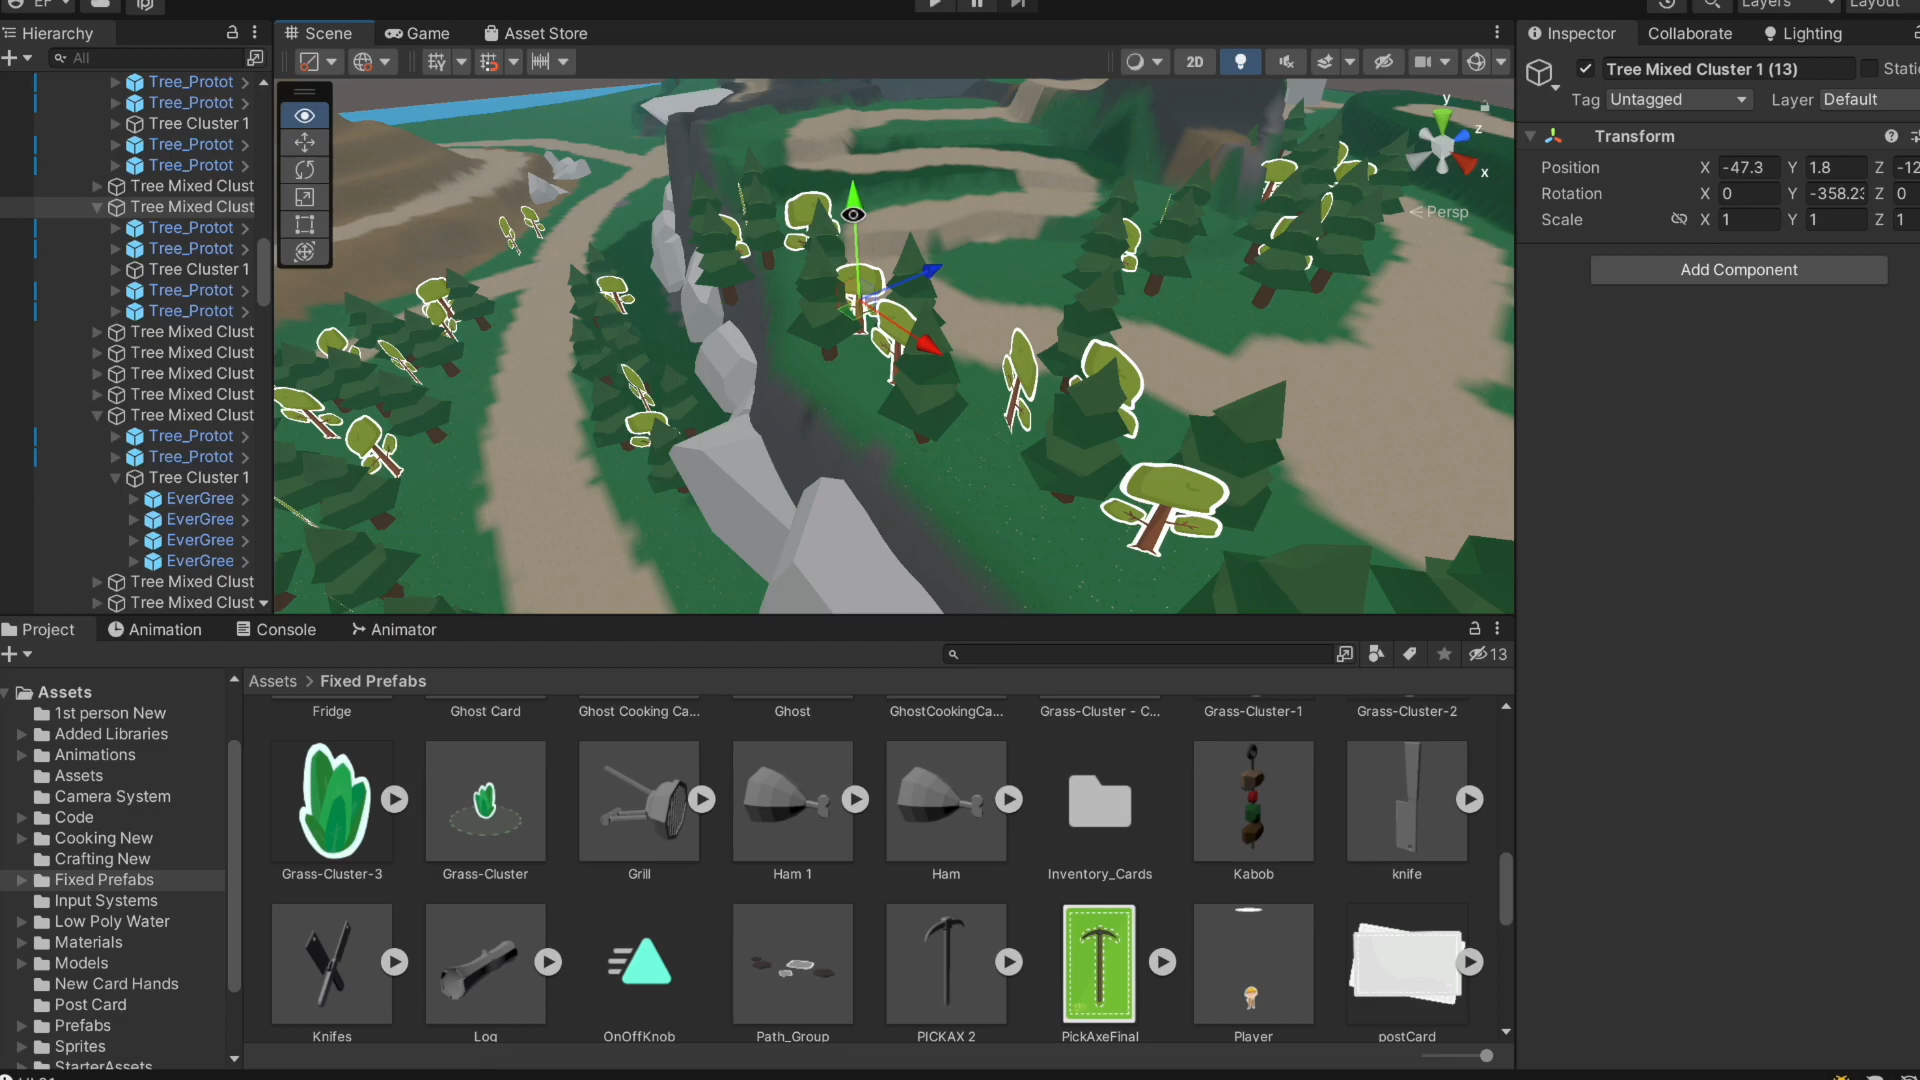 EF
Layers
Layout
Hierarchy
All
Tree_Protot
Tree_Protot
Tree Cluster 1
Tree_Protot
Tree_Protot
Tree Mixed Clust
Tree Mixed Clust
Tree_Protot
Tree_Protot
Tree Cluster 1
Tree_Protot
Tree_Protot
Tree Mixed Clust
Tree Mixed Clust
Tree Mixed Clust
Tree Mixed Clust
Tree Mixed Clust
Tree_Protot
Tree_Protot
Tree Cluster 1
EverGree
EverGree
EverGree
EverGree
Tree Mixed Clust
Tree Mixed Clust
Scene
Game
Asset Store
2D
y
z
x
Persp
Inspector
Collaborate
Lighting
Tree Mixed Cluster 1 (13)
Static
Tag
Untagged
Layer
Default
Transform
Position X -47.3 Y 1.8 Z -12
Rotation X 0 Y -358.23 Z 0
Scale X 1 Y 1 Z 1
Add Component
Project
Animation
Console
Animator
13
Assets
1st person New
Added Libraries
Animations
Assets
Camera System
Code
Cooking New
Crafting New
Fixed Prefabs
Input Systems
Low Poly Water
Materials
Models
New Card Hands
Post Card
Prefabs
Sprites
StarterAssets
Assets > Fixed Prefabs
Fridge
Ghost Card
Ghost Cooking Ca...
Ghost
GhostCookingCa...
Grass-Cluster - C...
Grass-Cluster-1
Grass-Cluster-2
Grass-Cluster-3
Grass-Cluster
Grill
Ham 1
Ham
Inventory_Cards
Kabob
knife
Knifes
Log
OnOffKnob
Path_Group
PICKAX 2
PickAxeFinal
Player
postCard